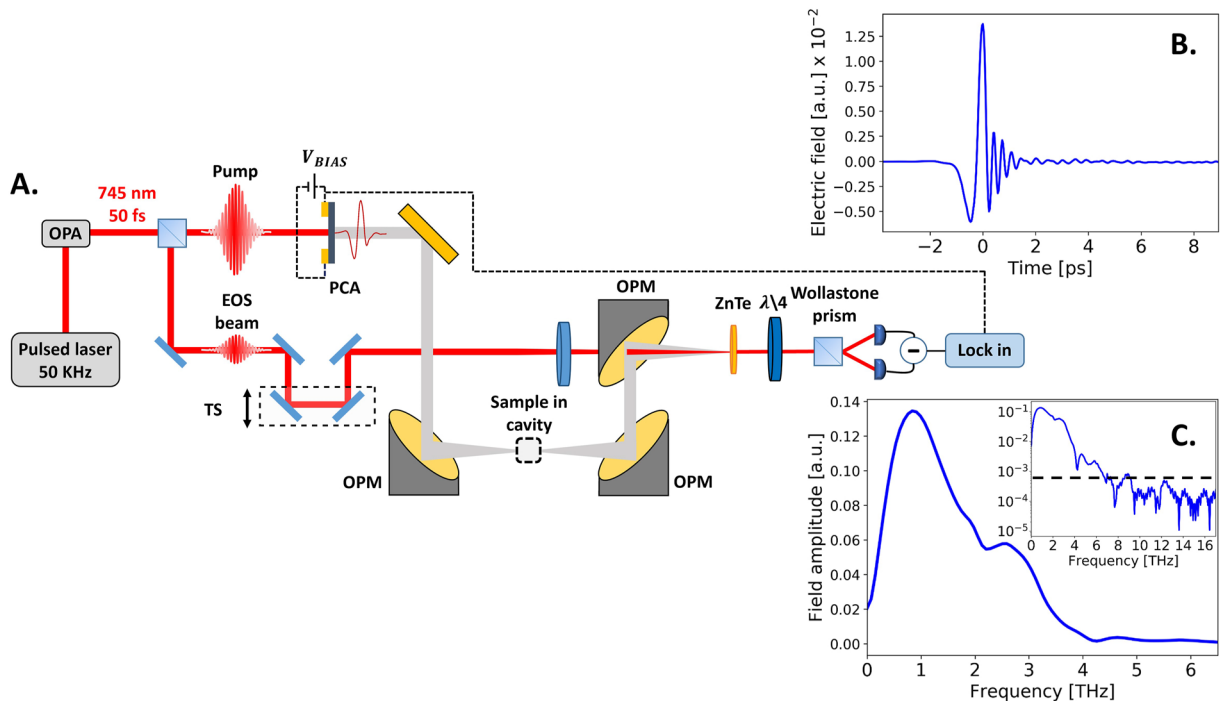 A.
745 nm
50 fs
OPA
Pulsed laser
50 KHz
Pump
V_BIAS
PCA
EOS
beam
TS
OPM
Sample in
cavity
OPM
OPM
ZnTe
λ\4
Wollastone
prism
-
Lock in
B.
Electric field [a.u.] x 10⁻²
1.25
1.00
0.75
0.50
0.25
0.00
−0.25
−0.50
−2 0 2 4 6 8
Time [ps]
C.
Field amplitude [a.u.]
0.14
0.12
0.10
0.08
0.06
0.04
0.02
0.00
0 1 2 3 4 5 6
Frequency [THz]
10⁻¹
10⁻²
10⁻³
10⁻⁴
10⁻⁵
0 2 4 6 8 10 12 14 16
Frequency [THz]